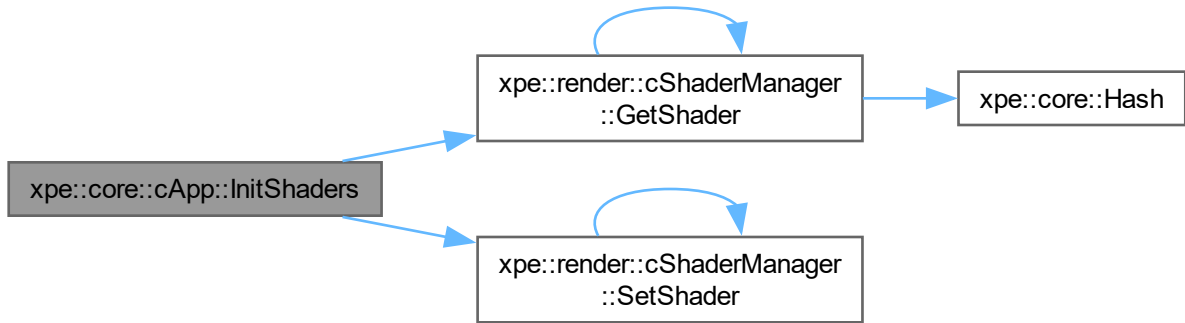 xpe::render::cShaderManager
::GetShader
xpe::core::Hash
xpe::core::cApp::InitShaders
xpe::render::cShaderManager
::SetShader